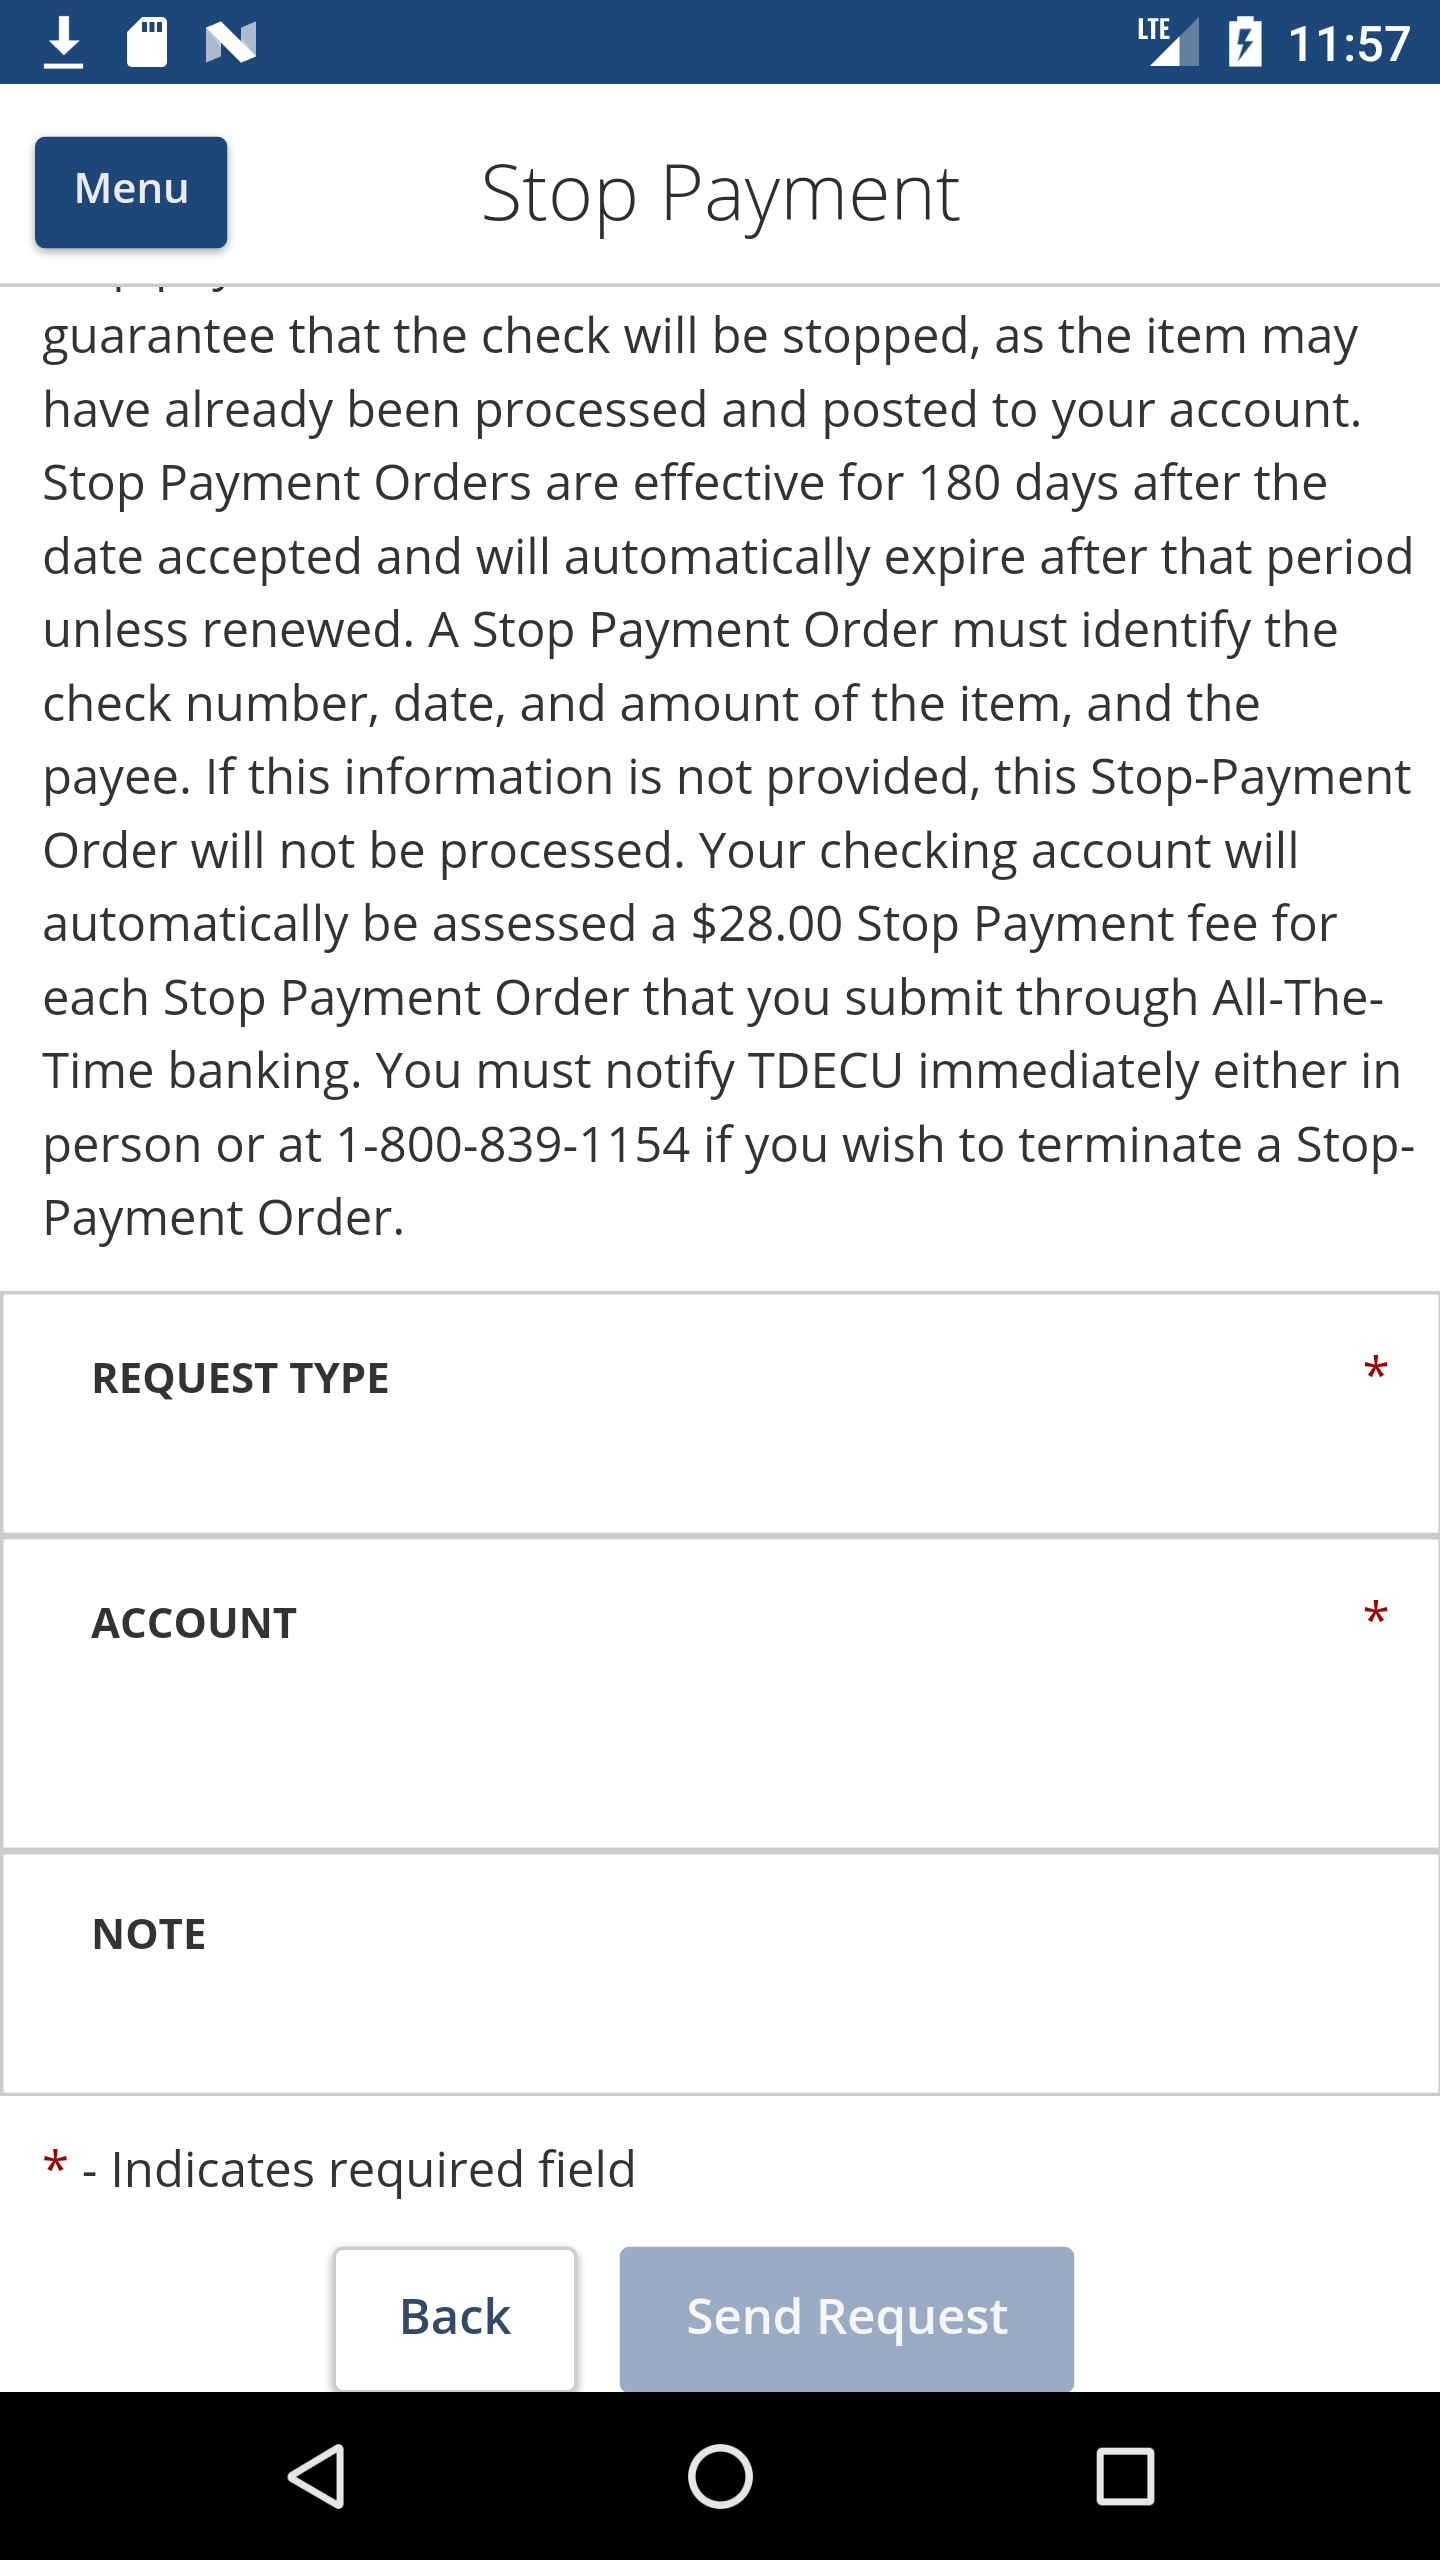 LTE 11:57
Menu
Stop Payment
guarantee that the check will be stopped, as the item may
have already been processed and posted to your account.
Stop Payment Orders are effective for 180 days after the
date accepted and will automatically expire after that period
unless renewed. A Stop Payment Order must identify the
check number, date, and amount of the item, and the
payee. If this information is not provided, this Stop-Payment
Order will not be processed. Your checking account will
automatically be assessed a $28.00 Stop Payment fee for
each Stop Payment Order that you submit through All-The-
Time banking. You must notify TDECU immediately either in
person or at 1-800-839-1154 if you wish to terminate a Stop-
Payment Order.
REQUEST TYPE *
ACCOUNT *
NOTE
* - Indicates required field
Back
Send Request